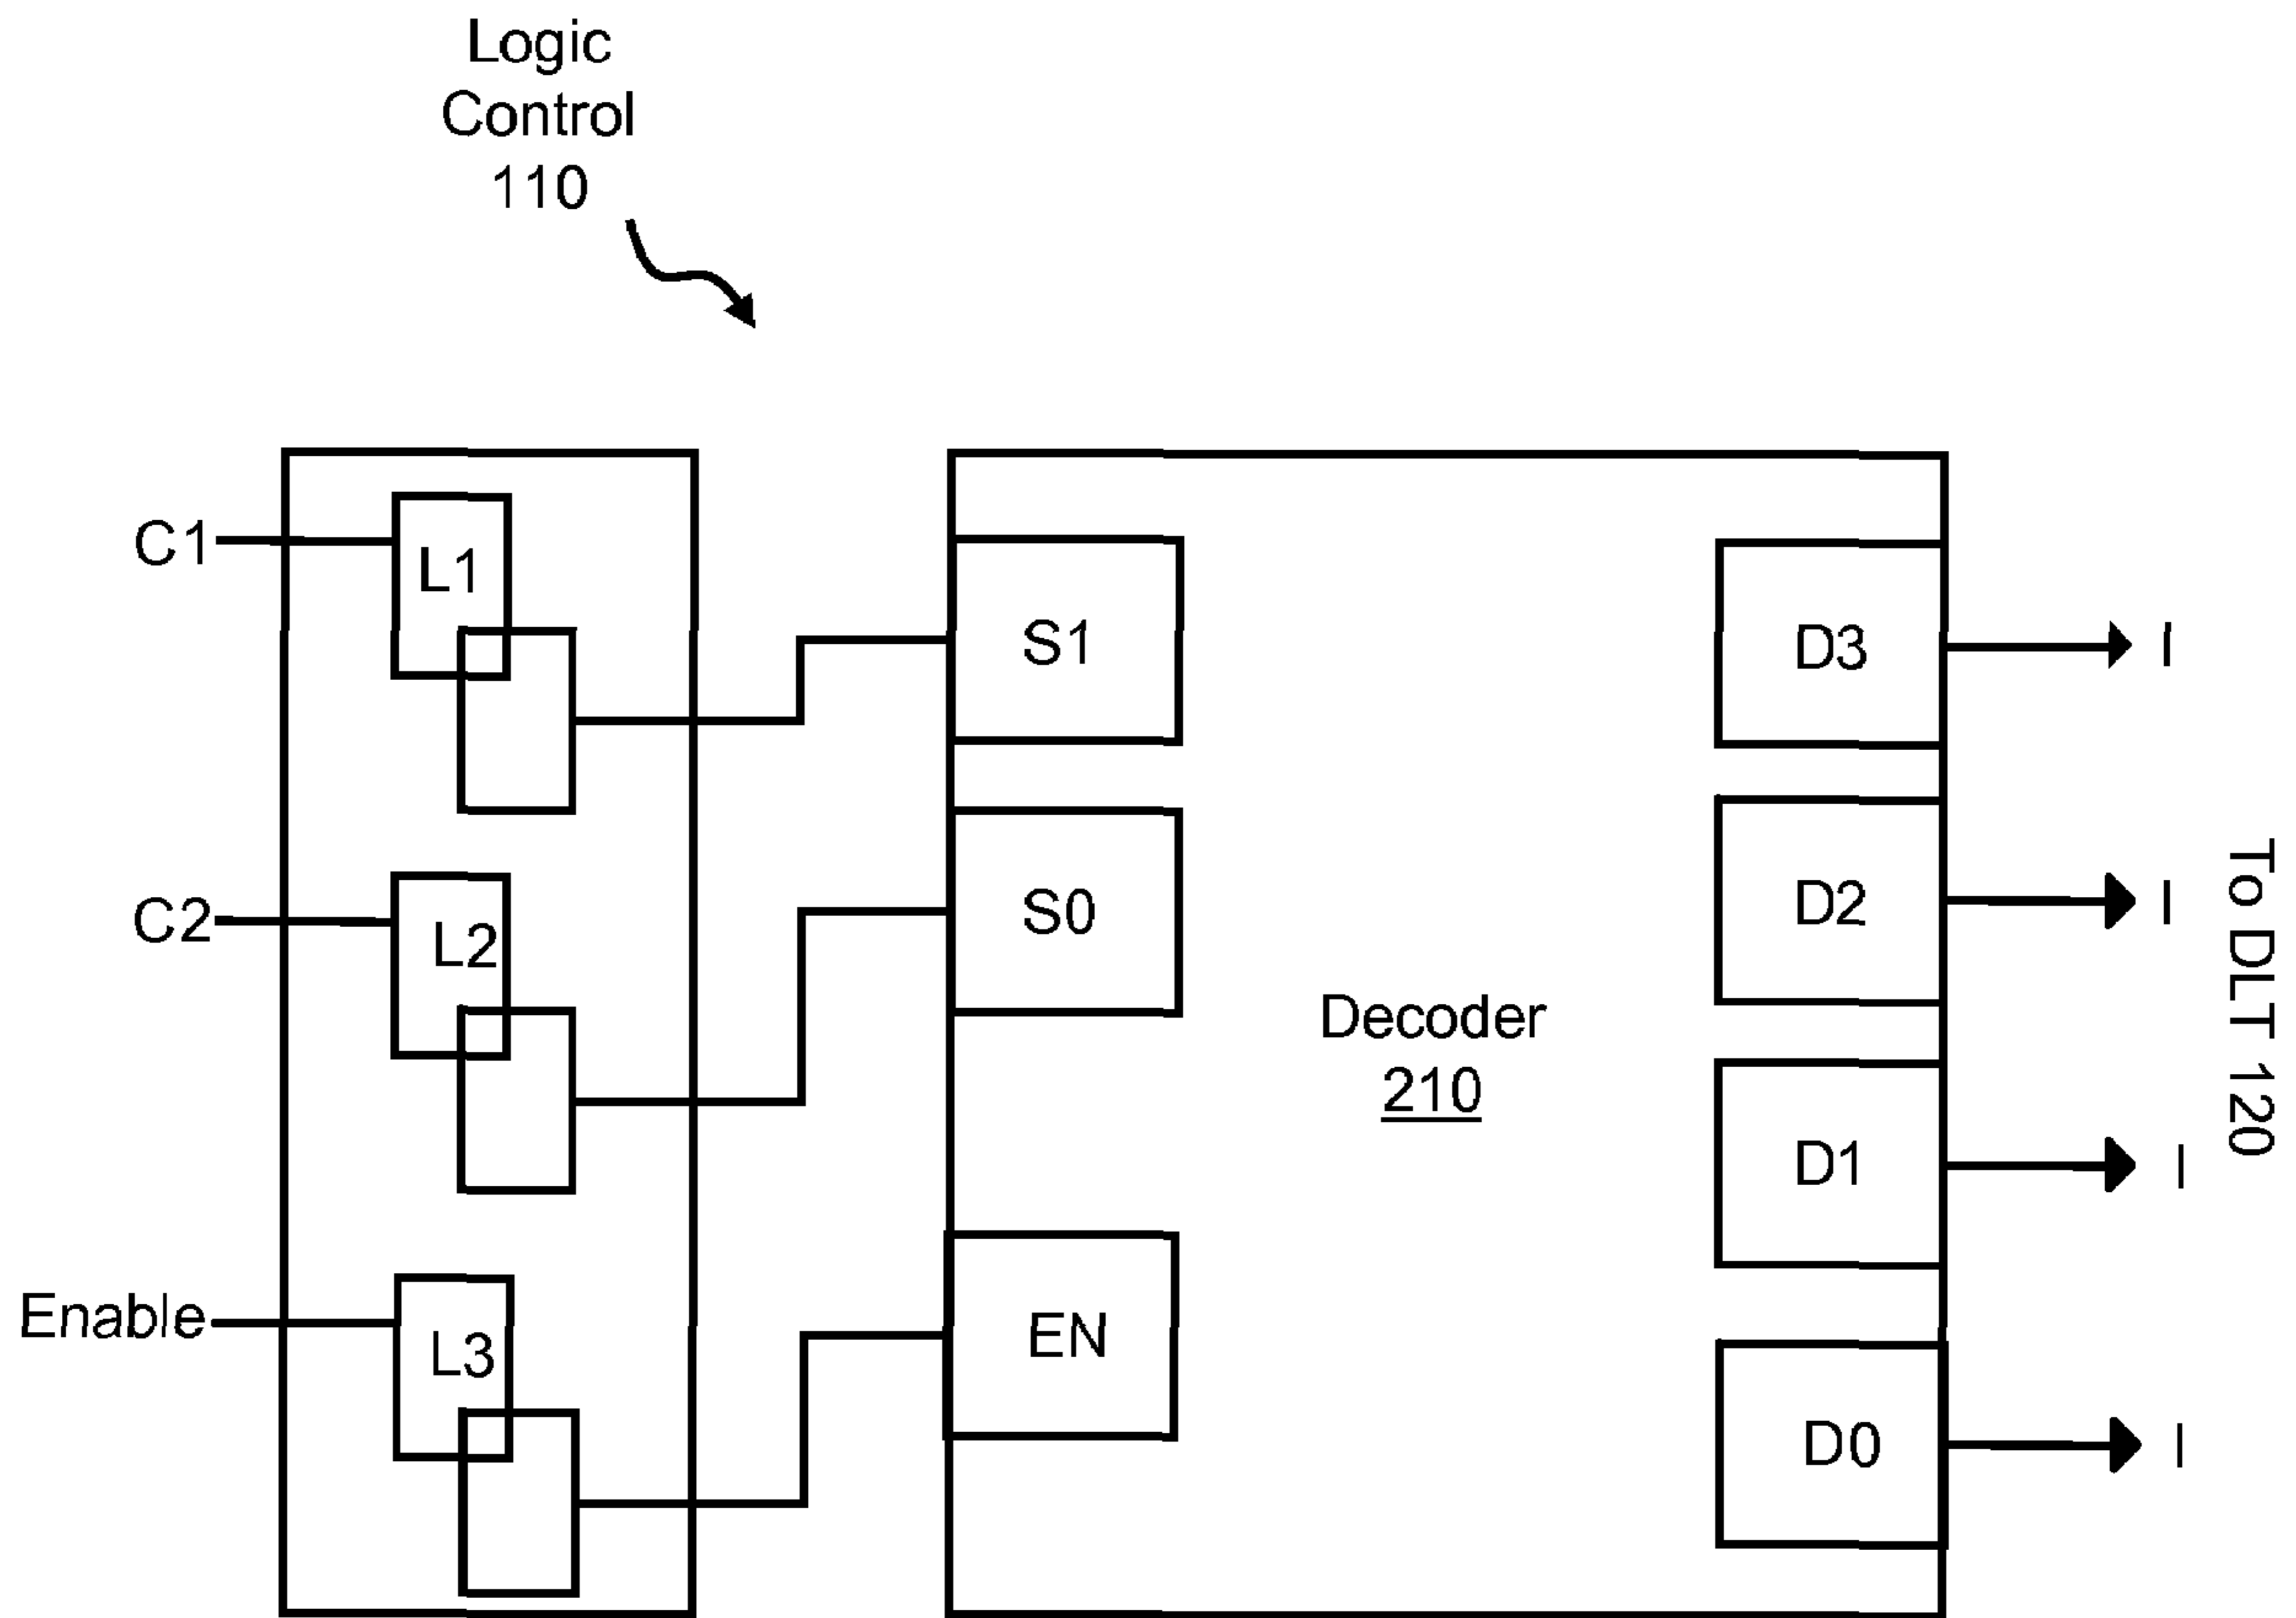 Logic
Control
110
C1
L1
S1
D3
I
C2
L2
S0
D2
I
Decoder
210
To DLT 120
D1
I
Enable
L3
EN
D0
I